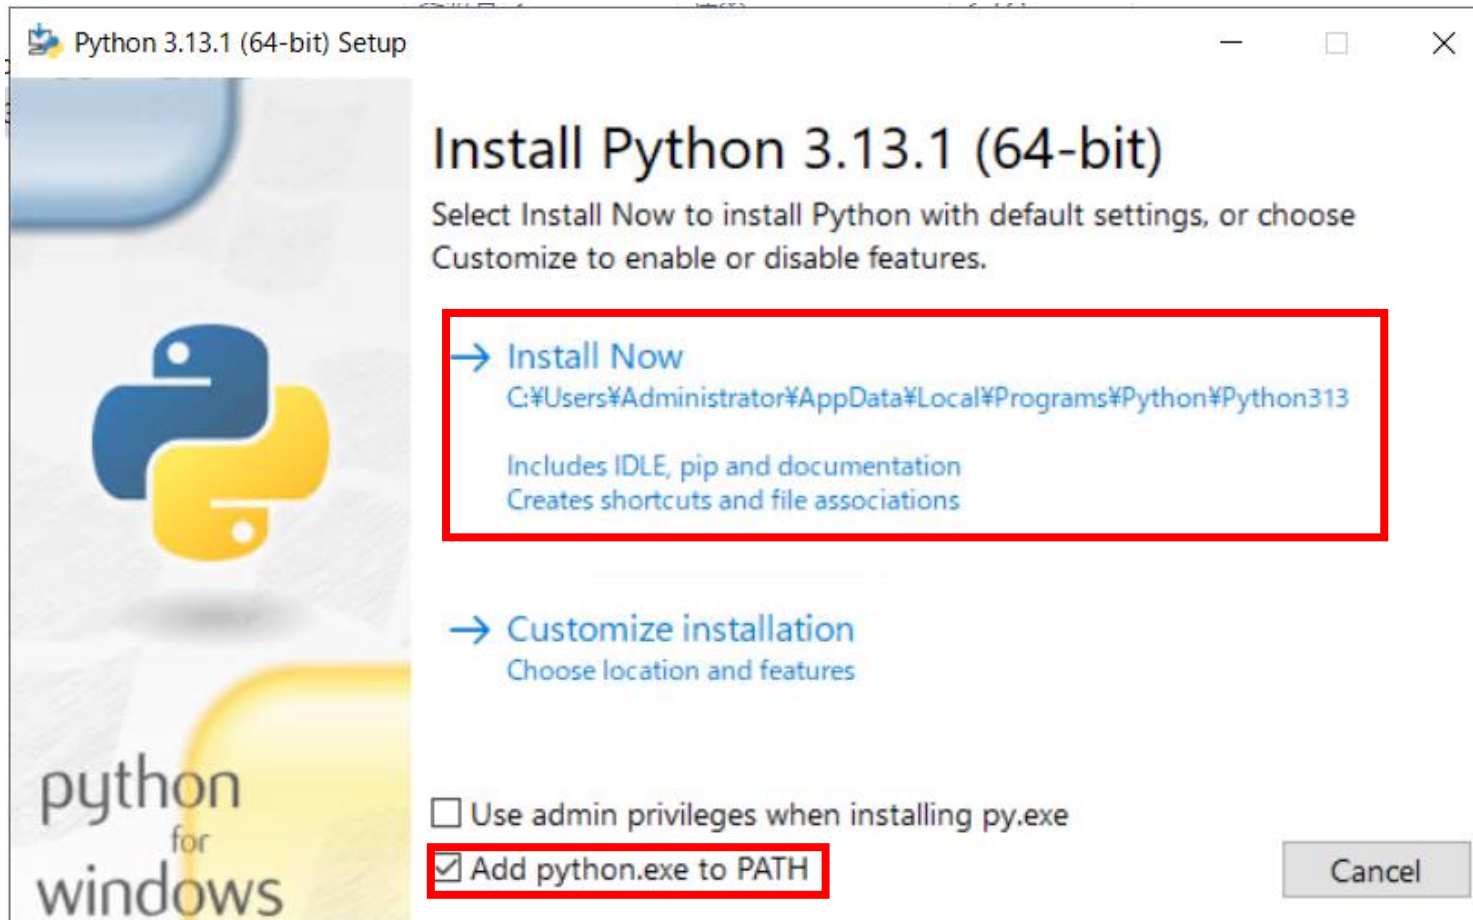 Python 3.13.1 (64-bit) Setup
Install Python 3.13.1 (64-bit)
Select Install Now to install Python with default settings, or choose
Customize to enable or disable features.
Install Now
C:¥Users¥Administrator¥AppData¥Local¥Programs¥Python¥Python313
Includes IDLE, pip and documentation
Creates shortcuts and file associations
Customize installation
Choose location and features
Use admin privileges when installing py.exe
Add python.exe to PATH
Cancel
python
for
windows